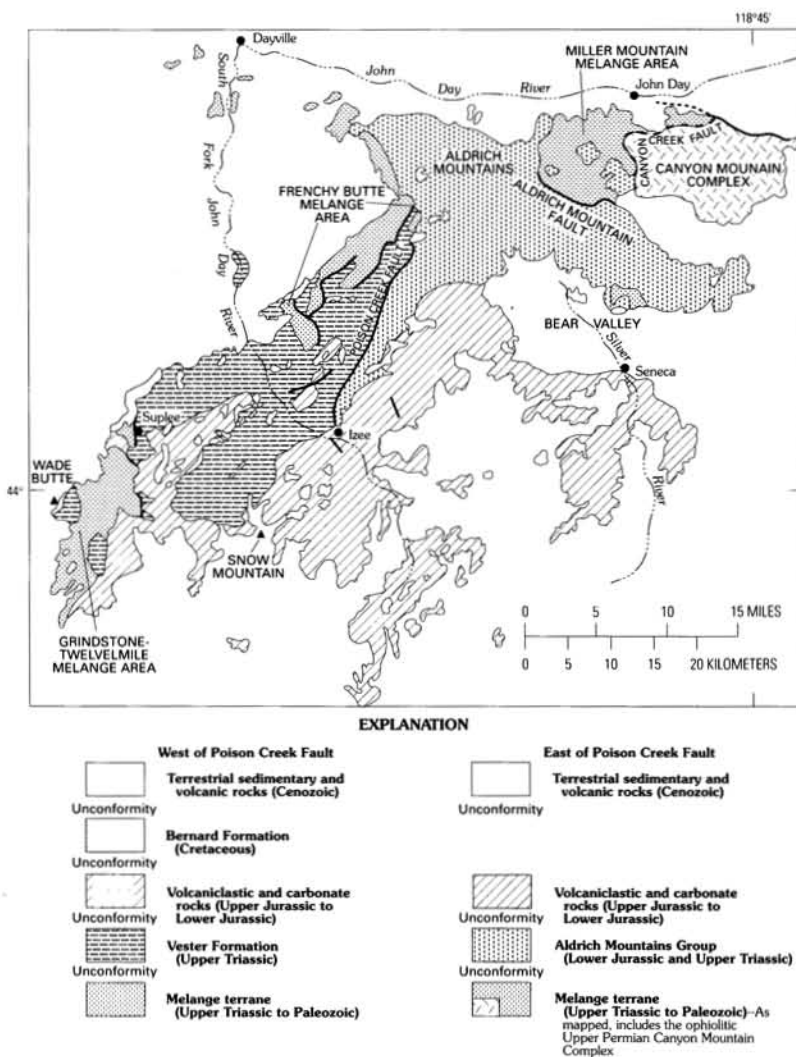 118°45'
Dayville
South
Fork
John
Day
River
John
Day
River
MILLER MOUNTAIN
MELANGE AREA
John Day
CANYON
CREEK FAULT
CANYON MOUNAIN
COMPLEX
ALDRICH
MOUNTAINS
ALDRICH MOUNTAIN
FAULT
FRENCHY BUTTE
MELANGE
AREA
POISON CREEK FAULT
BEAR VALLEY
Silver
Seneca
River
Suplee
Izee
WADE
BUTTE
44°
SNOW
MOUNTAIN
GRINDSTONE-
TWELVELMILE
MELANGE AREA
0 5 10 15 MILES
0 5 10 15 20 KILOMETERS
EXPLANATION
West of Poison Creek Fault
Terrestrial sedimentary and
volcanic rocks (Cenozoic)
Unconformity
Bernard Formation
(Cretaceous)
Unconformity
Volcaniclastic and carbonate
rocks (Upper Jurassic to
Lower Jurassic)
Unconformity
Vester Formation
(Upper Triassic)
Unconformity
Melange terrane
(Upper Triassic to Paleozoic)
East of Poison Creek Fault
Terrestrial sedimentary and
volcanic rocks (Cenozoic)
Unconformity
Volcaniclastic and carbonate
rocks (Upper Jurassic to
Lower Jurassic)
Unconformity
Aldrich Mountains Group
(Lower Jurassic and Upper Triassic)
Unconformity
Melange terrane
(Upper Triassic to Paleozoic)—As
mapped, includes the ophiolitic
Upper Permian Canyon Mountain
Complex